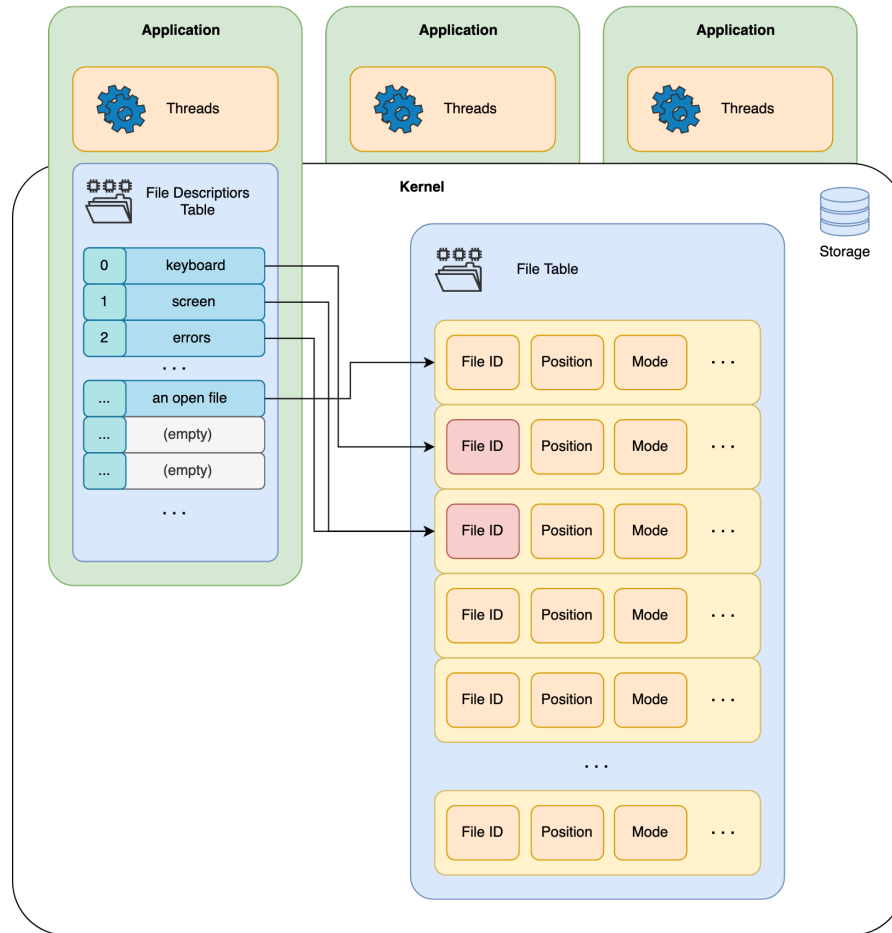 Application
Application
Application
Threads
Threads
Threads
Kernel
File Descriptiors
Table
Storage
File Table
0 keyboard
1 screen
2 errors
...
... an open file
... (empty)
... (empty)
...
File ID Position Mode ...
File ID Position Mode ...
File ID Position Mode ...
File ID Position Mode ...
File ID Position Mode ...
...
File ID Position Mode ...